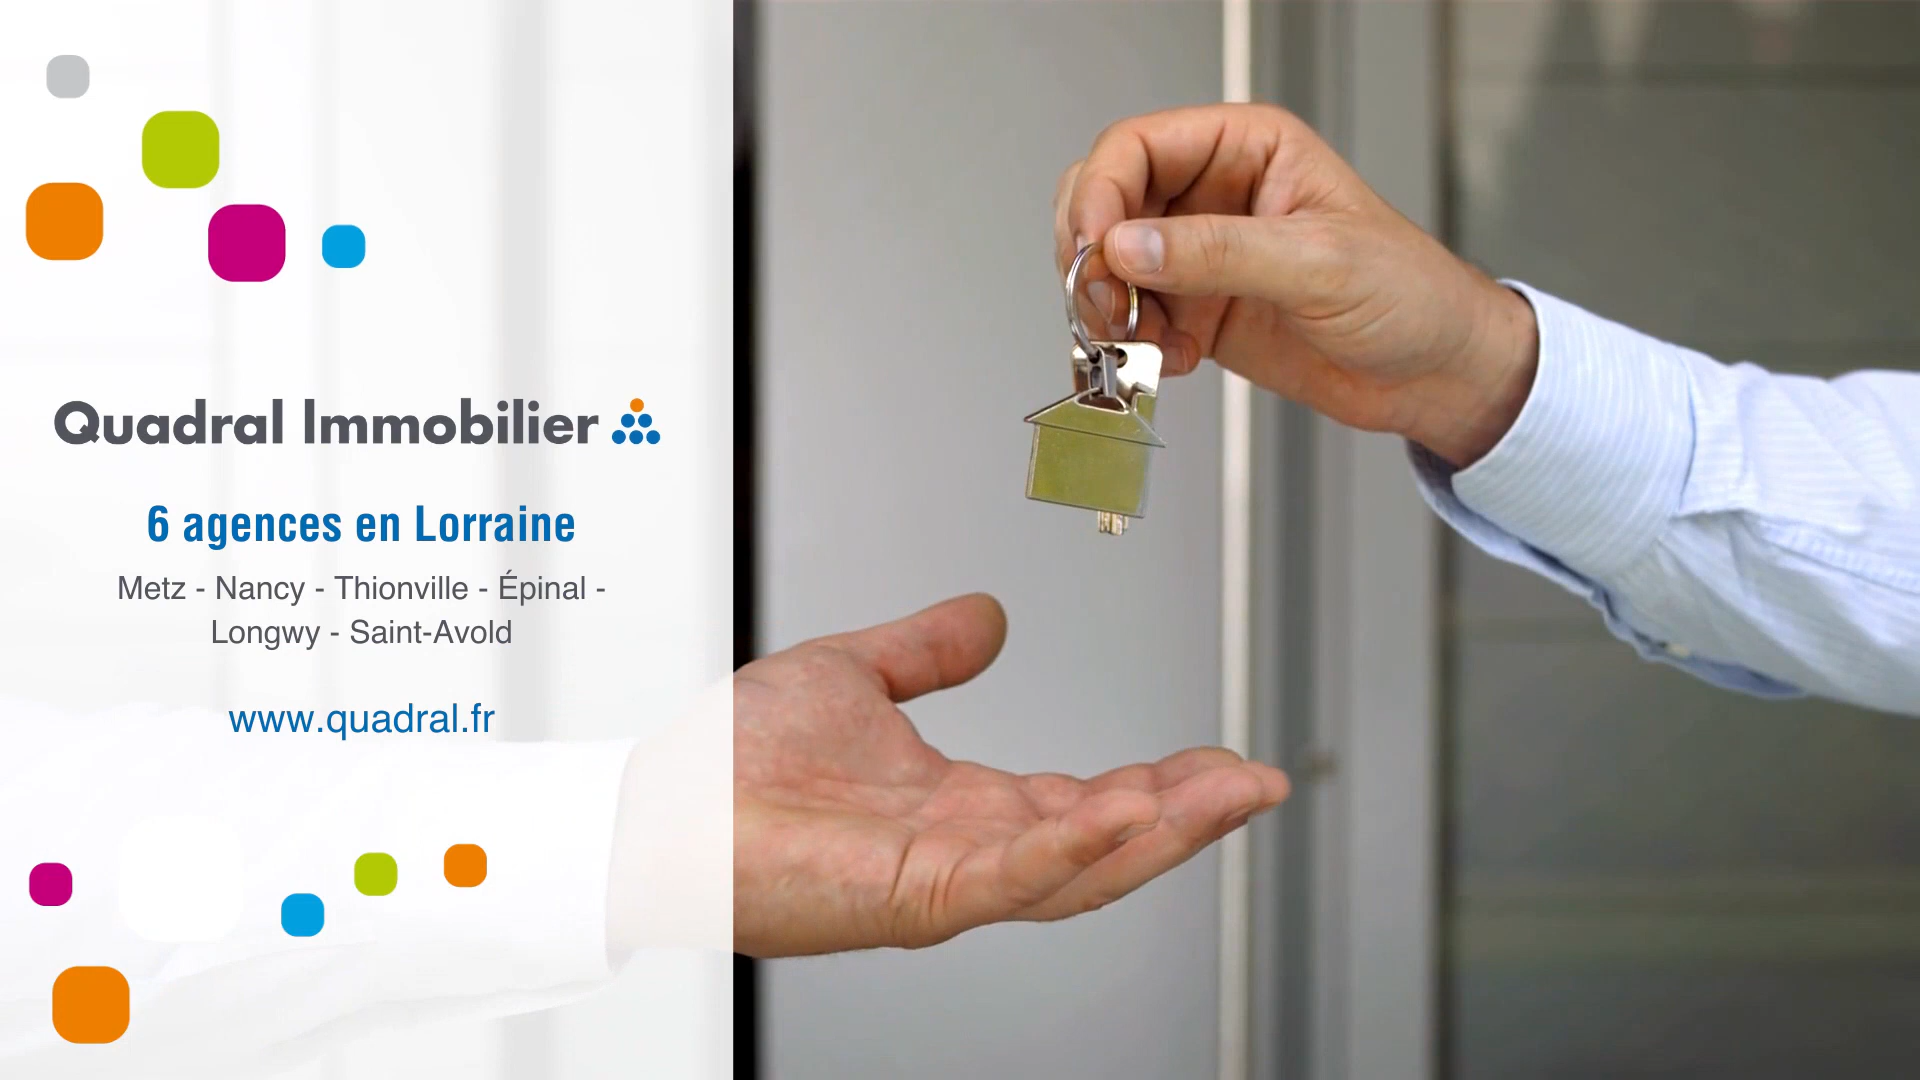 Quadral Immobilier
6 agences en Lorraine
Metz - Nancy - Thionville - Épinal -
Longwy - Saint-Avold
www.quadral.fr